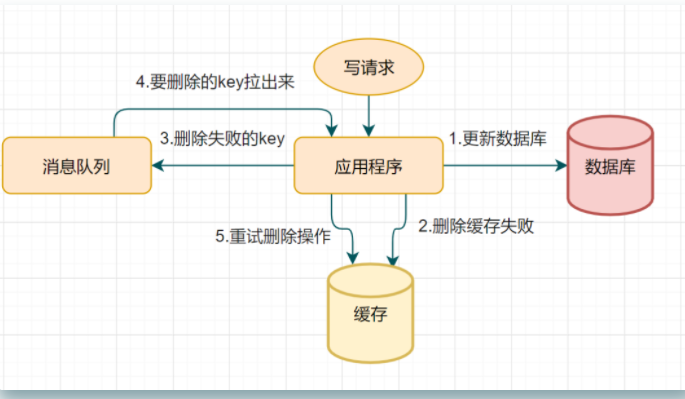 写请求
4.要删除的key拉出来
3.删除失败的key
1.更新数据库
消息队列
应用程序
数据库
5.重试删除操作
2.删除缓存失败
缓存